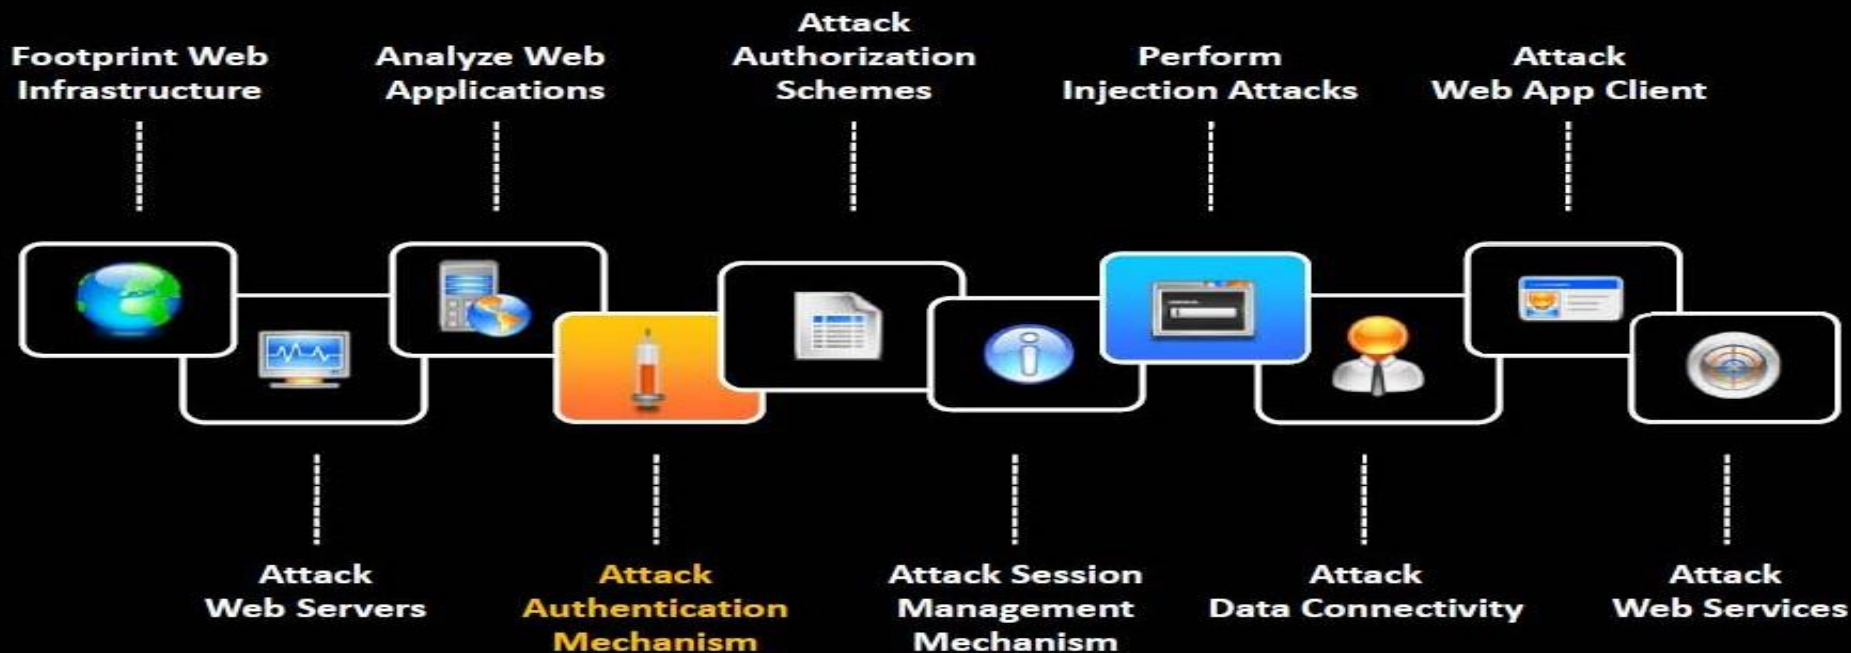 Footprint Web
Infrastructure
Analyze Web
Applications
Attack
Authorization
Schemes
Perform
Injection Attacks
Attack
Web App Client
Attack
Web Servers
Attack
Authentication
Mechanism
Attack Session
Management
Mechanism
Attack
Data Connectivity
Attack
Web Services